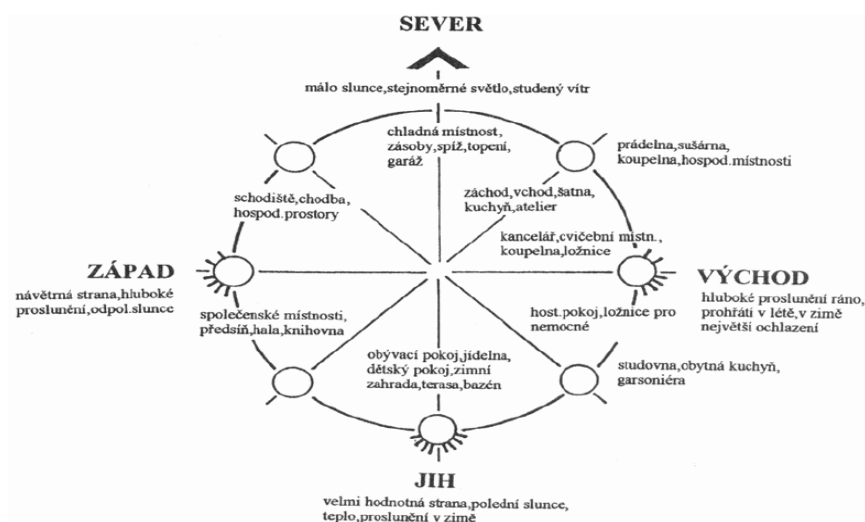 SEVER
málo slunce,stejnoměrné světlo,studený vítr
chladná místnost,
zásoby,spíž,topení,
garáž
prádelna,sušárna,
koupelna,hospod.místnosti
schodiště,chodba,
hospod.prostory
záchod,vchod,šatna,
kuchyň,atelier
kancelář,cvičební místn.,
koupelna,ložnice
ZÁPAD
návětrná strana,hluboké
proslunění,odpol.slunce
VÝCHOD
hluboké proslunění ráno,
prohřátí v létě,v zimě
největší ochlazení
společenské místnosti,
předsíň,hala,knihovna
host.pokoj,ložnice pro
nemocné
obývací pokoj,jídelna,
dětský pokoj,zimní
zahrada,terasa,bazén
studovna,obytná kuchyň,
garsoniéra
JIH
velmi hodnotná strana,polední slunce,
teplo,proslunění v zimě